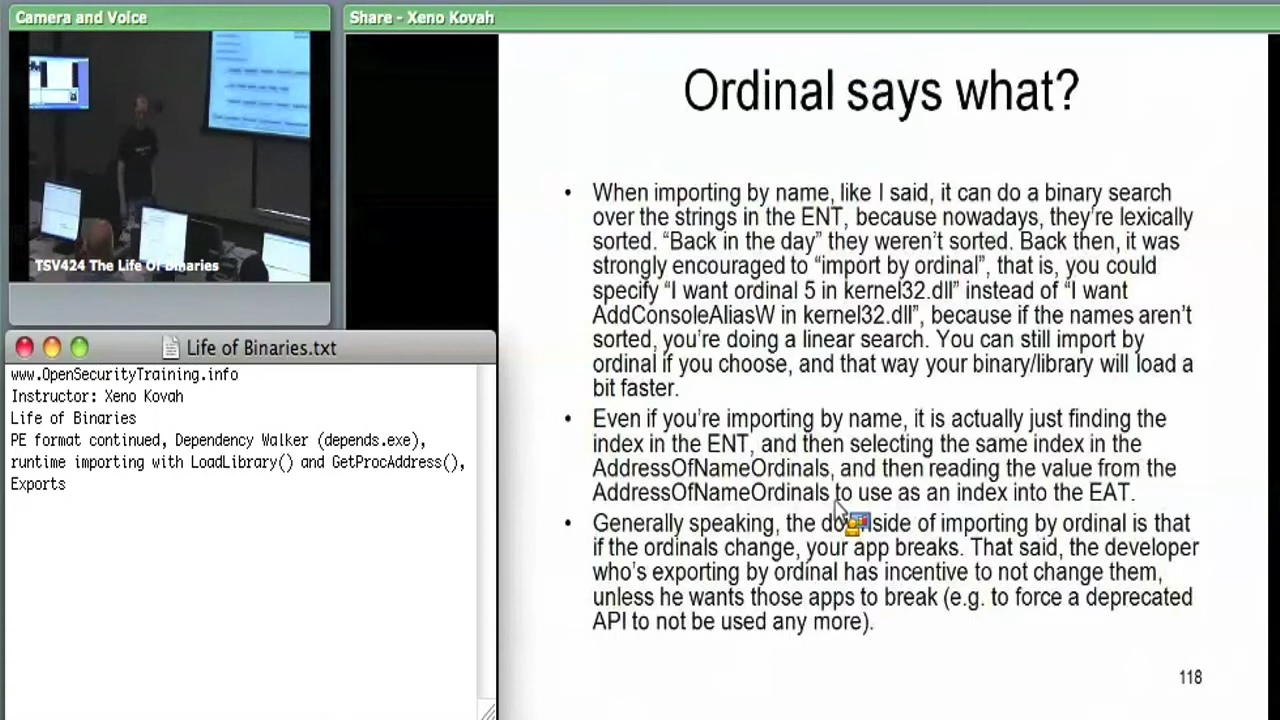 Camera and Voice
Share - Xeno Kovah
TSV424 The Life Of Binaries
Life of Binaries.txt
www.OpenSecurityTraining.info
Instructor: Xeno Kovah
Life of Binaries
PE format continued, Dependency Walker (depends.exe),
runtime importing with LoadLibrary() and GetProcAddress(),
Exports
Ordinal says what?
• When importing by name, like I said, it can do a binary search
over the strings in the ENT, because nowadays, they're lexically
sorted. “Back in the day” they weren't sorted. Back then, it was
strongly encouraged to “import by ordinal”, that is, you could
specify “I want ordinal 5 in kernel32.dll” instead of “I want
AddConsoleAliasW in kernel32.dll”, because if the names aren't
sorted, you're doing a linear search. You can still import by
ordinal if you choose, and that way your binary/library will load a
bit faster.
• Even if you're importing by name, it is actually just finding the
index in the ENT, and then selecting the same index in the
AddressOfNameOrdinals, and then reading the value from the
AddressOfNameOrdinals to use as an index into the EAT.
• Generally speaking, the downside of importing by ordinal is that
if the ordinals change, your app breaks. That said, the developer
who's exporting by ordinal has incentive to not change them,
unless he wants those apps to break (e.g. to force a deprecated
API to not be used any more).
118